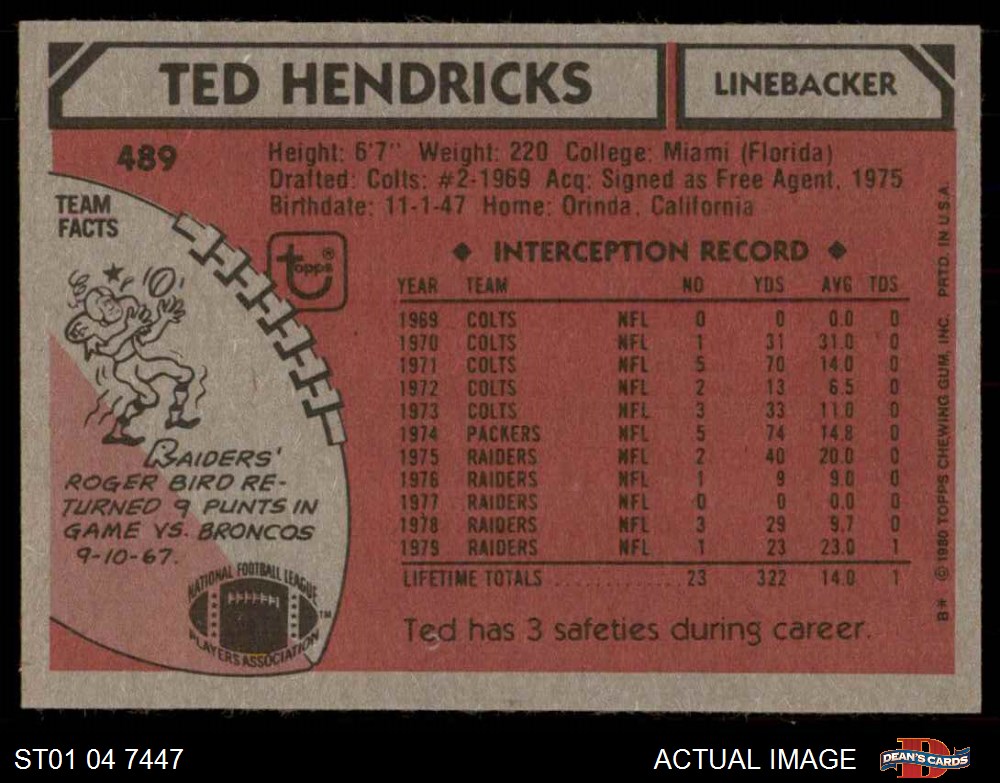 TED HENDRICKS
LINEBACKER
489
Height: 6'7" Weight: 220 College: Miami (Florida)
Drafted: Colts: #2-1969 Acq: Signed as Free Agent, 1975
Birthdate: 11-1-47 Home: Orinda, California
TEAM
FACTS
topps®
◆ INTERCEPTION RECORD ◆
YEAR TEAM NO YDS AVG TDS
1969 COLTS NFL 0 0 0.0 0
1970 COLTS NFL 1 31 31.0 0
1971 COLTS NFL 5 70 14.0 0
1972 COLTS NFL 2 13 6.5 0
1973 COLTS NFL 3 33 11.0 0
1974 PACKERS NFL 5 74 14.8 0
1975 RAIDERS NFL 2 40 20.0 0
1976 RAIDERS NFL 1 9 9.0 0
1977 RAIDERS NFL 0 0 0.0 0
1978 RAIDERS NFL 3 29 9.7 0
1979 RAIDERS NFL 1 23 23.0 1
LIFETIME TOTALS .............. 23 322 14.0 1
Ted has 3 safeties during career.
RAIDERS'
ROGER BIRD RE-
TURNED 9 PUNTS IN
GAME VS. BRONCOS
9-10-67.
NATIONAL FOOTBALL LEAGUE
PLAYERS ASSOCIATION
TM
B* © 1980 TOPPS CHEWING GUM, INC. PRTD. IN U.S.A.
ST01 04 7447
ACTUAL IMAGE
D
DEAN'S CARDS